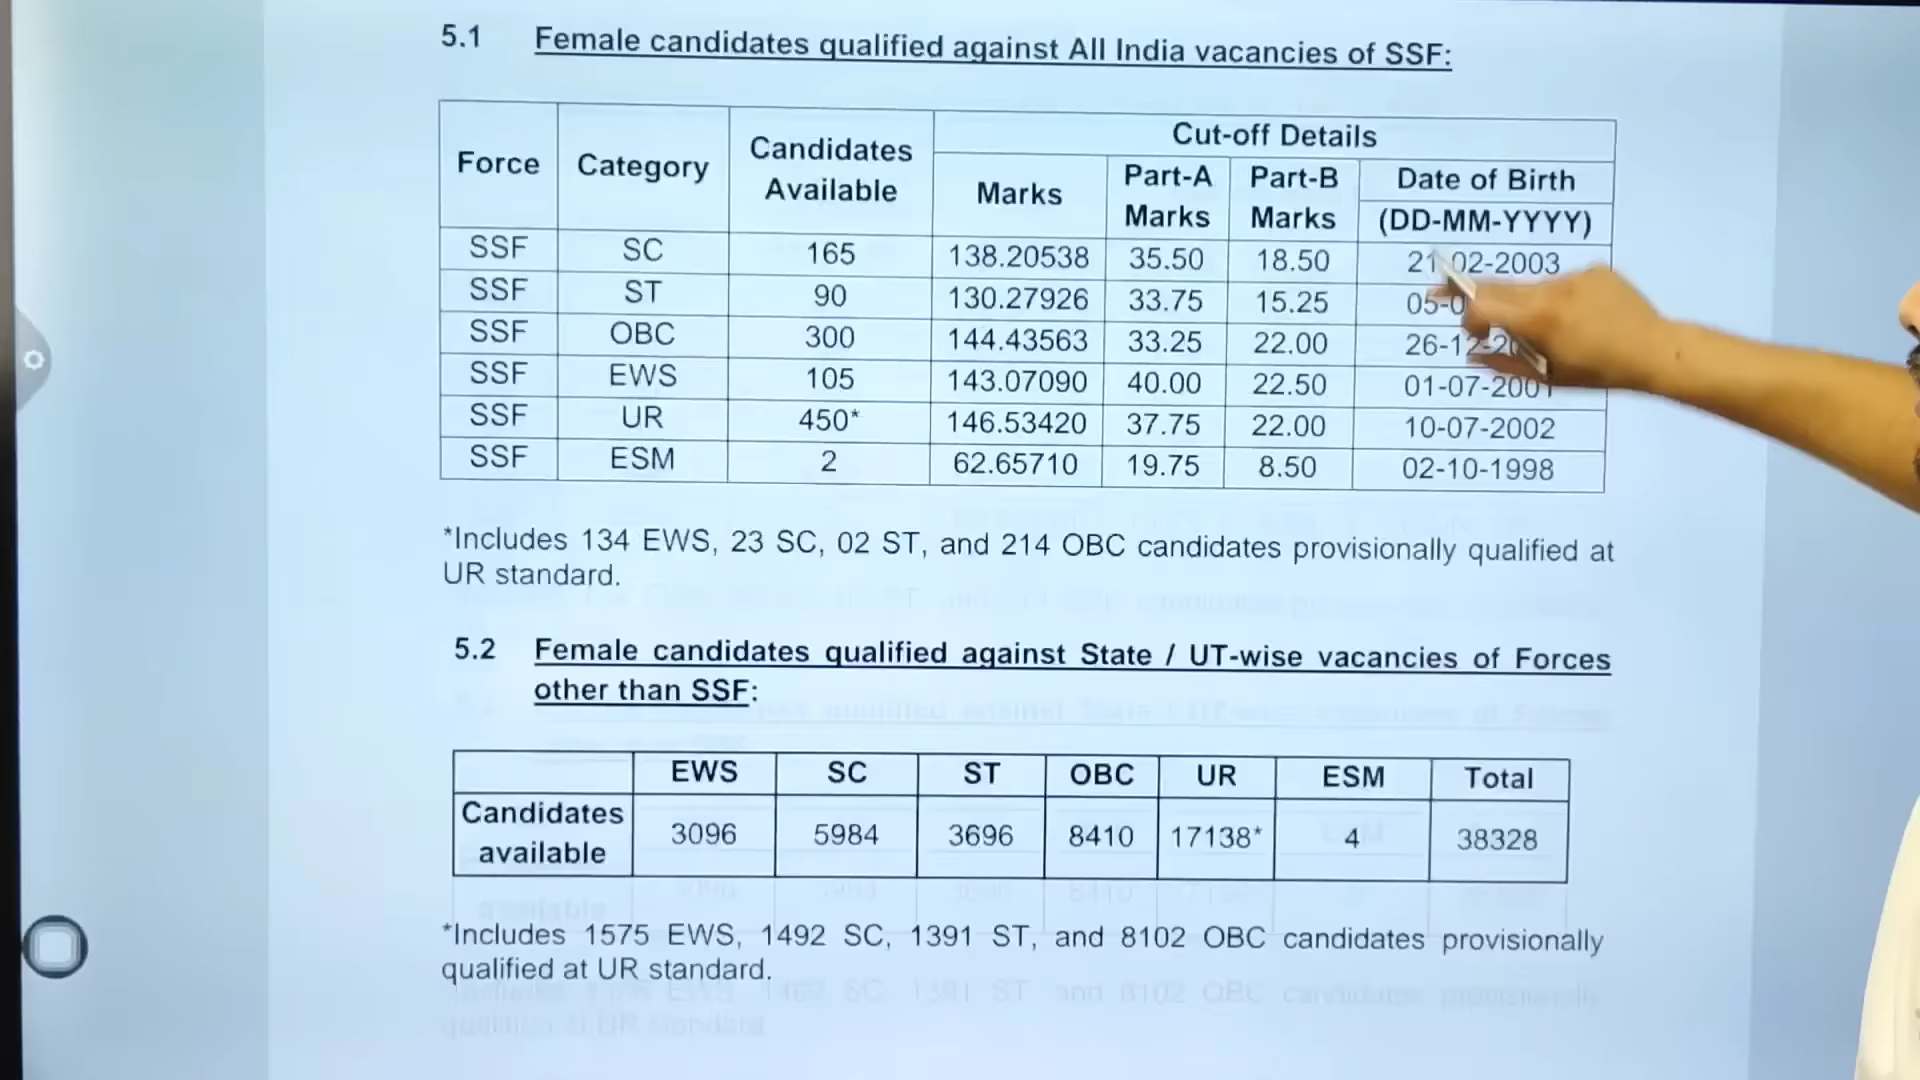 5.1 Female candidates qualified against All India vacancies of SSF:
Force Category Candidates Available Cut-off Details
Marks Part-A Marks Part-B Marks Date of Birth (DD-MM-YYYY)
SSF SC 165 138.20538 35.50 18.50 21-02-2003
SSF ST 90 130.27926 33.75 15.25
SSF OBC 300 144.43563 33.25 22.00
SSF EWS 105 143.07090 40.00 22.50 01-07-2001
SSF UR 450* 146.53420 37.75 22.00 10-07-2002
SSF ESM 2 62.65710 19.75 8.50 02-10-1998
*Includes 134 EWS, 23 SC, 02 ST, and 214 OBC candidates provisionally qualified at
UR standard.
5.2 Female candidates qualified against State / UT-wise vacancies of Forces
other than SSF:
EWS SC ST OBC UR ESM Total
Candidates available 3096 5984 3696 8410 17138* 4 38328
*Includes 1575 EWS, 1492 SC, 1391 ST, and 8102 OBC candidates provisionally
qualified at UR standard.